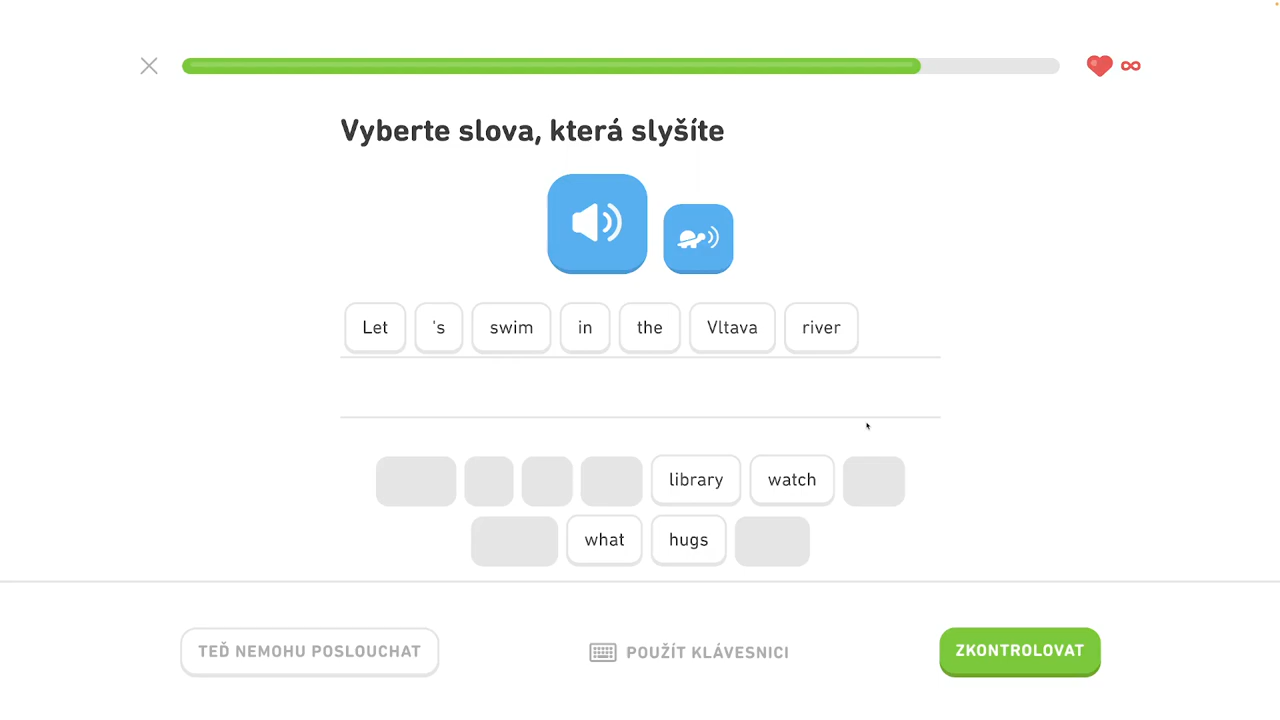 Vyberte slova, která slyšíte
Let 's swim in the Vltava river
library watch
what hugs
TEĎ NEMOHU POSLOUCHAT POUŽÍT KLÁVESNICI ZKONTROLOVAT